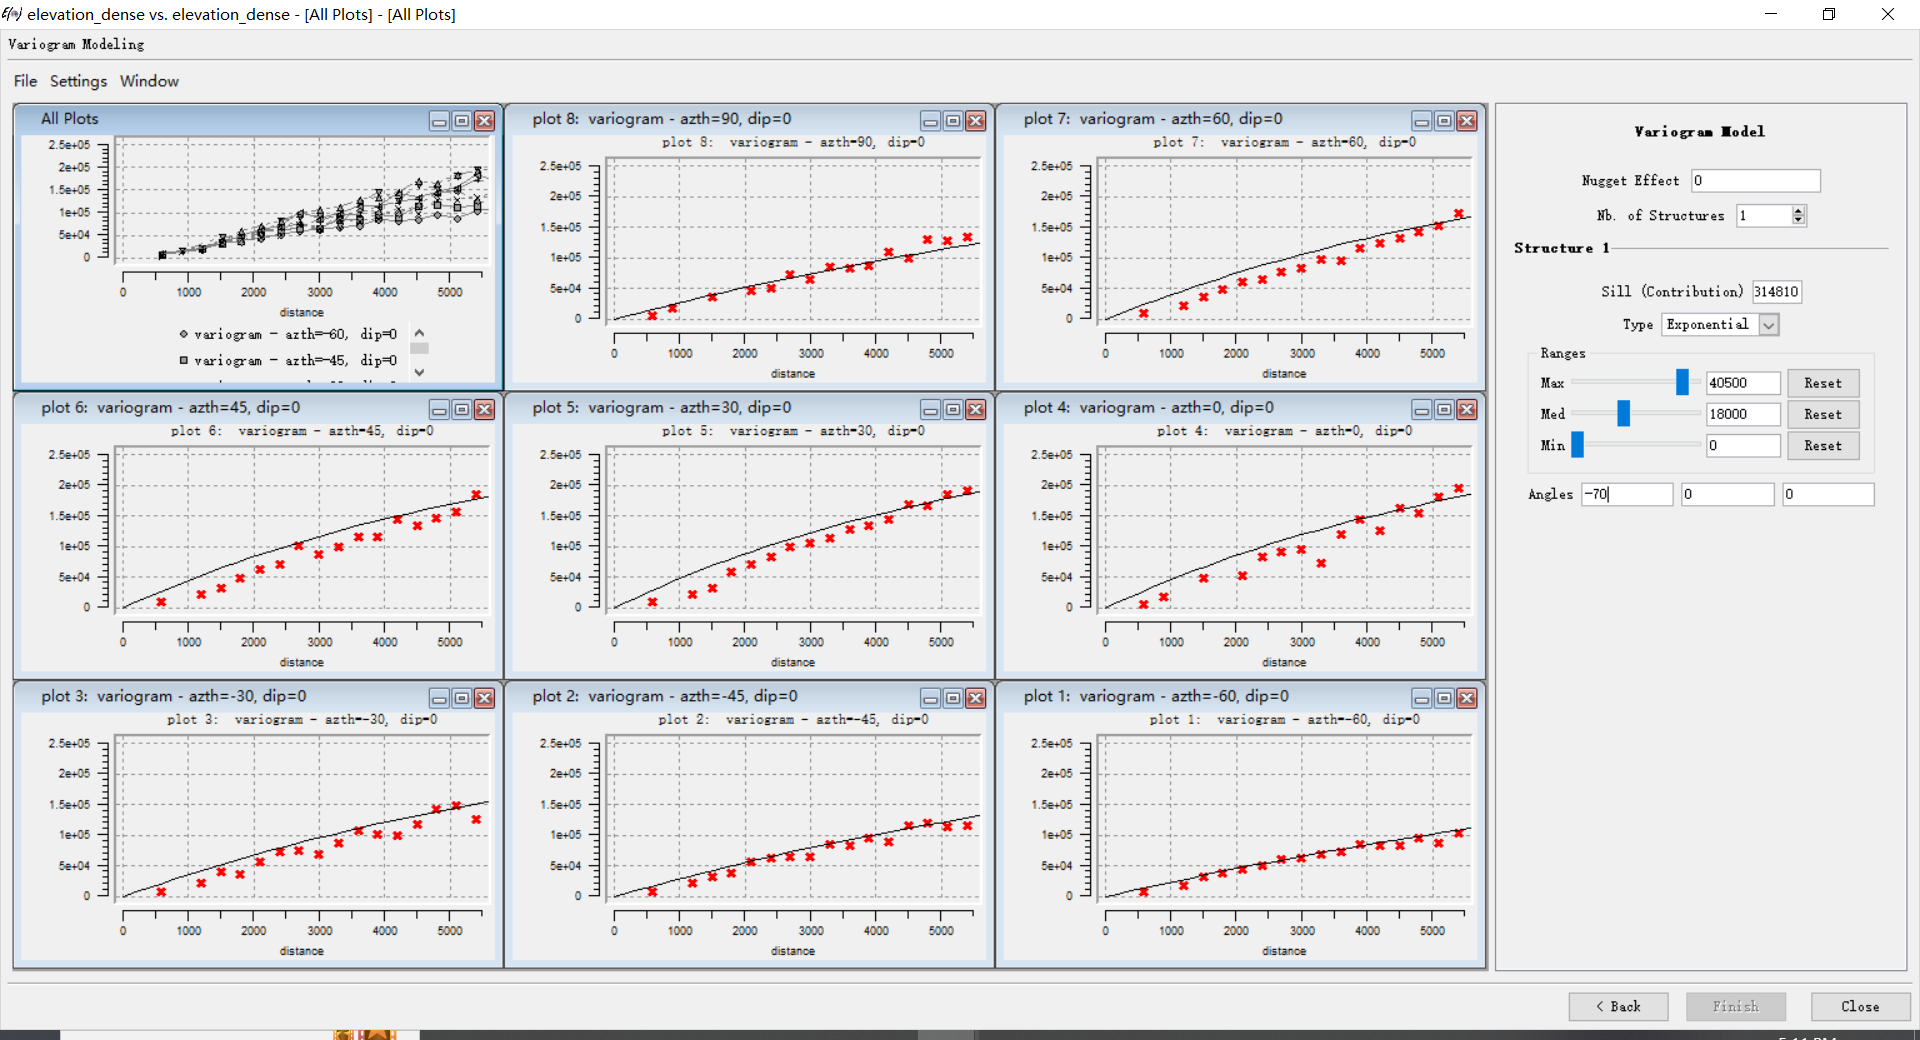 elevation_dense vs. elevation_dense - [All Plots] - [All Plots]
Variogram Modeling
File Settings Window
All Plots
2.5e+05
2e+05
1.5e+05
1e+05
5e+04
0
0 1000 2000 3000 4000 5000
distance
variogram - azth=-60, dip=0
variogram - azth=-45, dip=0
plot 8: variogram - azth=90, dip=0
plot 8: variogram - azth=90, dip=0
2.5e+05
2e+05
1.5e+05
1e+05
5e+04
0
0 1000 2000 3000 4000 5000
distance
plot 7: variogram - azth=60, dip=0
plot 7: variogram - azth=60, dip=0
2.5e+05
2e+05
1.5e+05
1e+05
5e+04
0
0 1000 2000 3000 4000 5000
distance
plot 6: variogram - azth=45, dip=0
plot 6: variogram - azth=45, dip=0
2.5e+05
2e+05
1.5e+05
1e+05
5e+04
0
0 1000 2000 3000 4000 5000
distance
plot 5: variogram - azth=30, dip=0
plot 5: variogram - azth=30, dip=0
2.5e+05
2e+05
1.5e+05
1e+05
5e+04
0
0 1000 2000 3000 4000 5000
distance
plot 4: variogram - azth=0, dip=0
plot 4: variogram - azth=0, dip=0
2.5e+05
2e+05
1.5e+05
1e+05
5e+04
0
0 1000 2000 3000 4000 5000
distance
plot 3: variogram - azth=-30, dip=0
plot 3: variogram - azth=-30, dip=0
2.5e+05
2e+05
1.5e+05
1e+05
5e+04
0
0 1000 2000 3000 4000 5000
distance
plot 2: variogram - azth=-45, dip=0
plot 2: variogram - azth=-45, dip=0
2.5e+05
2e+05
1.5e+05
1e+05
5e+04
0
0 1000 2000 3000 4000 5000
distance
plot 1: variogram - azth=-60, dip=0
plot 1: variogram - azth=-60, dip=0
2.5e+05
2e+05
1.5e+05
1e+05
5e+04
0
0 1000 2000 3000 4000 5000
distance
Variogram Model
Nugget Effect 0
Nb. of Structures 1
Structure 1
Sill (Contribution) 314810
Type Exponential
Ranges
Max 40500 Reset
Med 18000 Reset
Min 0 Reset
Angles -70 0 0
< Back Finish Close